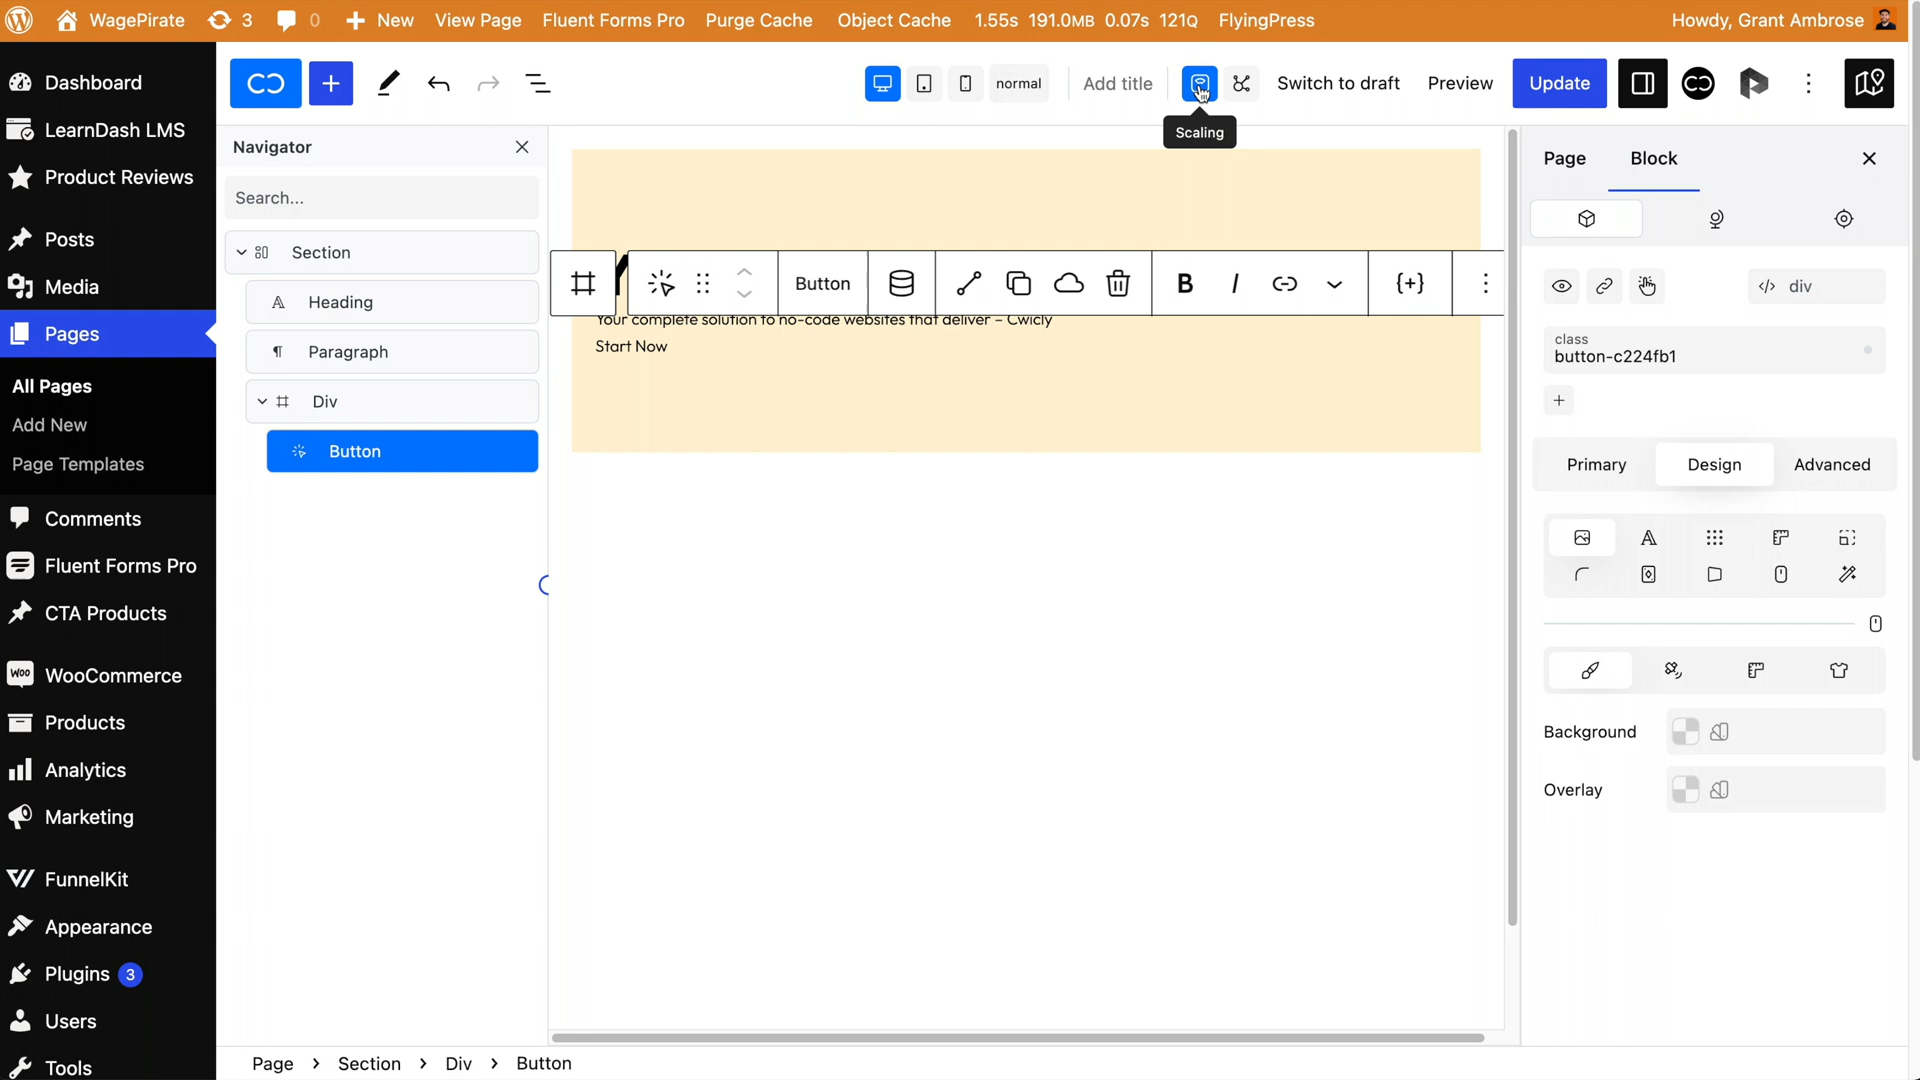 WagePirate 3 0 New View Page Fluent Forms Pro Purge Cache Object Cache 1.55s 191.0MB 0.07s 121Q FlyingPress Howdy, Grant Ambrose
Dashboard
LearnDash LMS
Product Reviews
Posts
Media
Pages
All Pages
Add New
Page Templates
Comments
Fluent Forms Pro
CTA Products
WOO WooCommerce
Products
Analytics
Marketing
FunnelKit
Appearance
Plugins 3
Users
Tools
normal Add title Switch to draft Preview Update
Scaling
Navigator
Search...
Section
Heading
Paragraph
Div
Button
Button B I {+}
Your complete solution to no-code websites that deliver – Cwicly
Start Now
Page Block
</> div
class
button-c224fb1
Primary Design Advanced
Background
Overlay
Page > Section > Div > Button